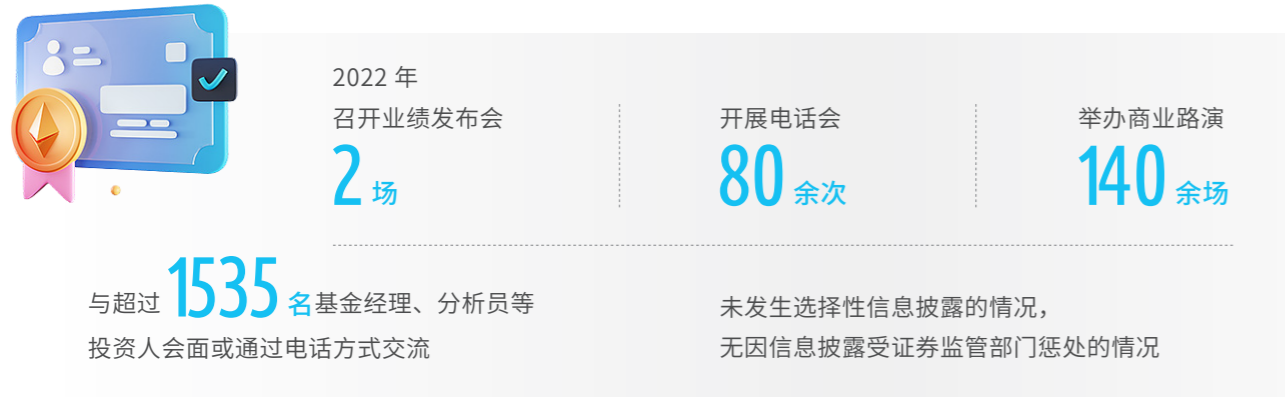 2022 年
召开业绩发布会
2 场
开展电话会
80 余次
举办商业路演
140 余场
与超过 1535 名基金经理、分析员等
投资人会面或通过电话方式交流
未发生选择性信息披露的情况，
无因信息披露受证券监管部门惩处的情况